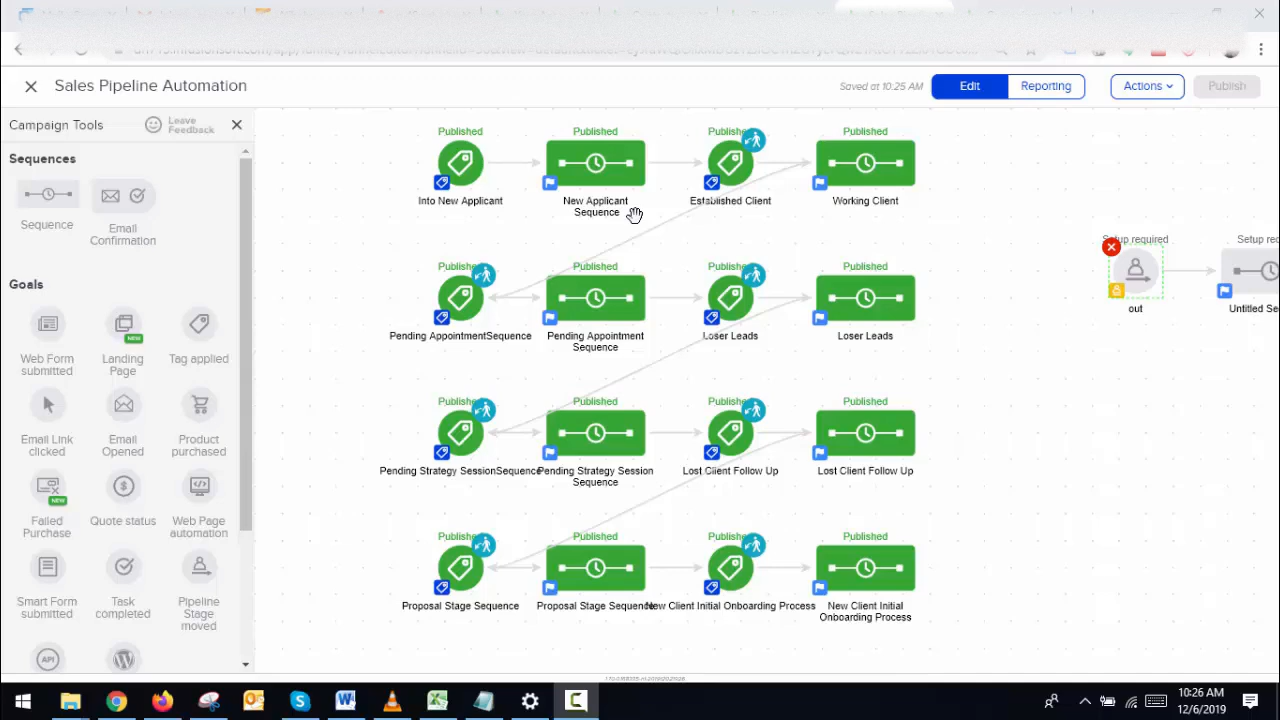 Sales Pipeline Automation
Saved at 10:25 AM
Edit
Reporting
Actions
Publish
Campaign Tools
Leave
Feedback
Sequences
Sequence
Email
Confirmation
Goals
Web Form
submitted
NEW
Landing
Page
Tag applied
Email Link
clicked
Email
Opened
Product
purchased
NEW
Failed
Purchase
Quote status
Web Page
automation
Smart Form
submitted
Task
completed
Pipeline
Stage
moved
API
Published
Into New Applicant
Published
New Applicant
Sequence
Published
Established Client
Published
Working Client
Setup required
out
Setup
Untitled
Published
Pending AppointmentSequence
Published
Pending Appointment
Sequence
Published
Loser Leads
Published
Loser Leads
Published
Pending Strategy SessionSequence
Published
Pending Strategy Session
Sequence
Published
Lost Client Follow Up
Published
Lost Client Follow Up
Published
Proposal Stage Sequence
Published
Proposal Stage Sequence
Published
New Client Initial Onboarding Process
Published
New Client Initial
Onboarding Process
10:26 AM
12/6/2019